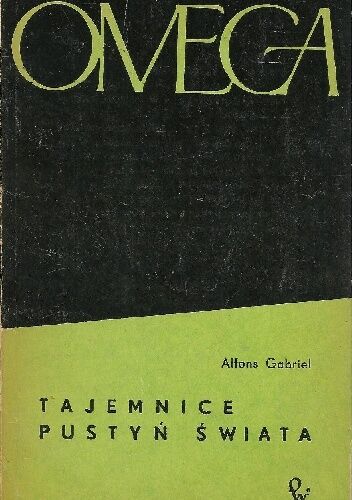 OMEGA
Alfons Gabriel
TAJEMNICE
PUSTYŃ ŚWIATA